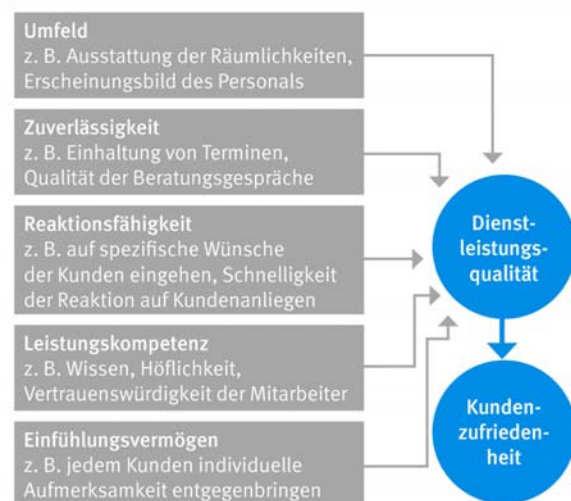 Umfeld
z. B. Ausstattung der Räumlichkeiten,
Erscheinungsbild des Personals
Zuverlässigkeit
z. B. Einhaltung von Terminen,
Qualität der Beratungsgespräche
Reaktionsfähigkeit
z. B. auf spezifische Wünsche
der Kunden eingehen, Schnelligkeit
der Reaktion auf Kundenanliegen
Leistungskompetenz
z. B. Wissen, Höflichkeit,
Vertrauenswürdigkeit der Mitarbeiter
Einfühlungsvermögen
z. B. jedem Kunden individuelle
Aufmerksamkeit entgegenbringen
Dienst-
leistungs-
qualität
Kunden-
zufrieden-
heit